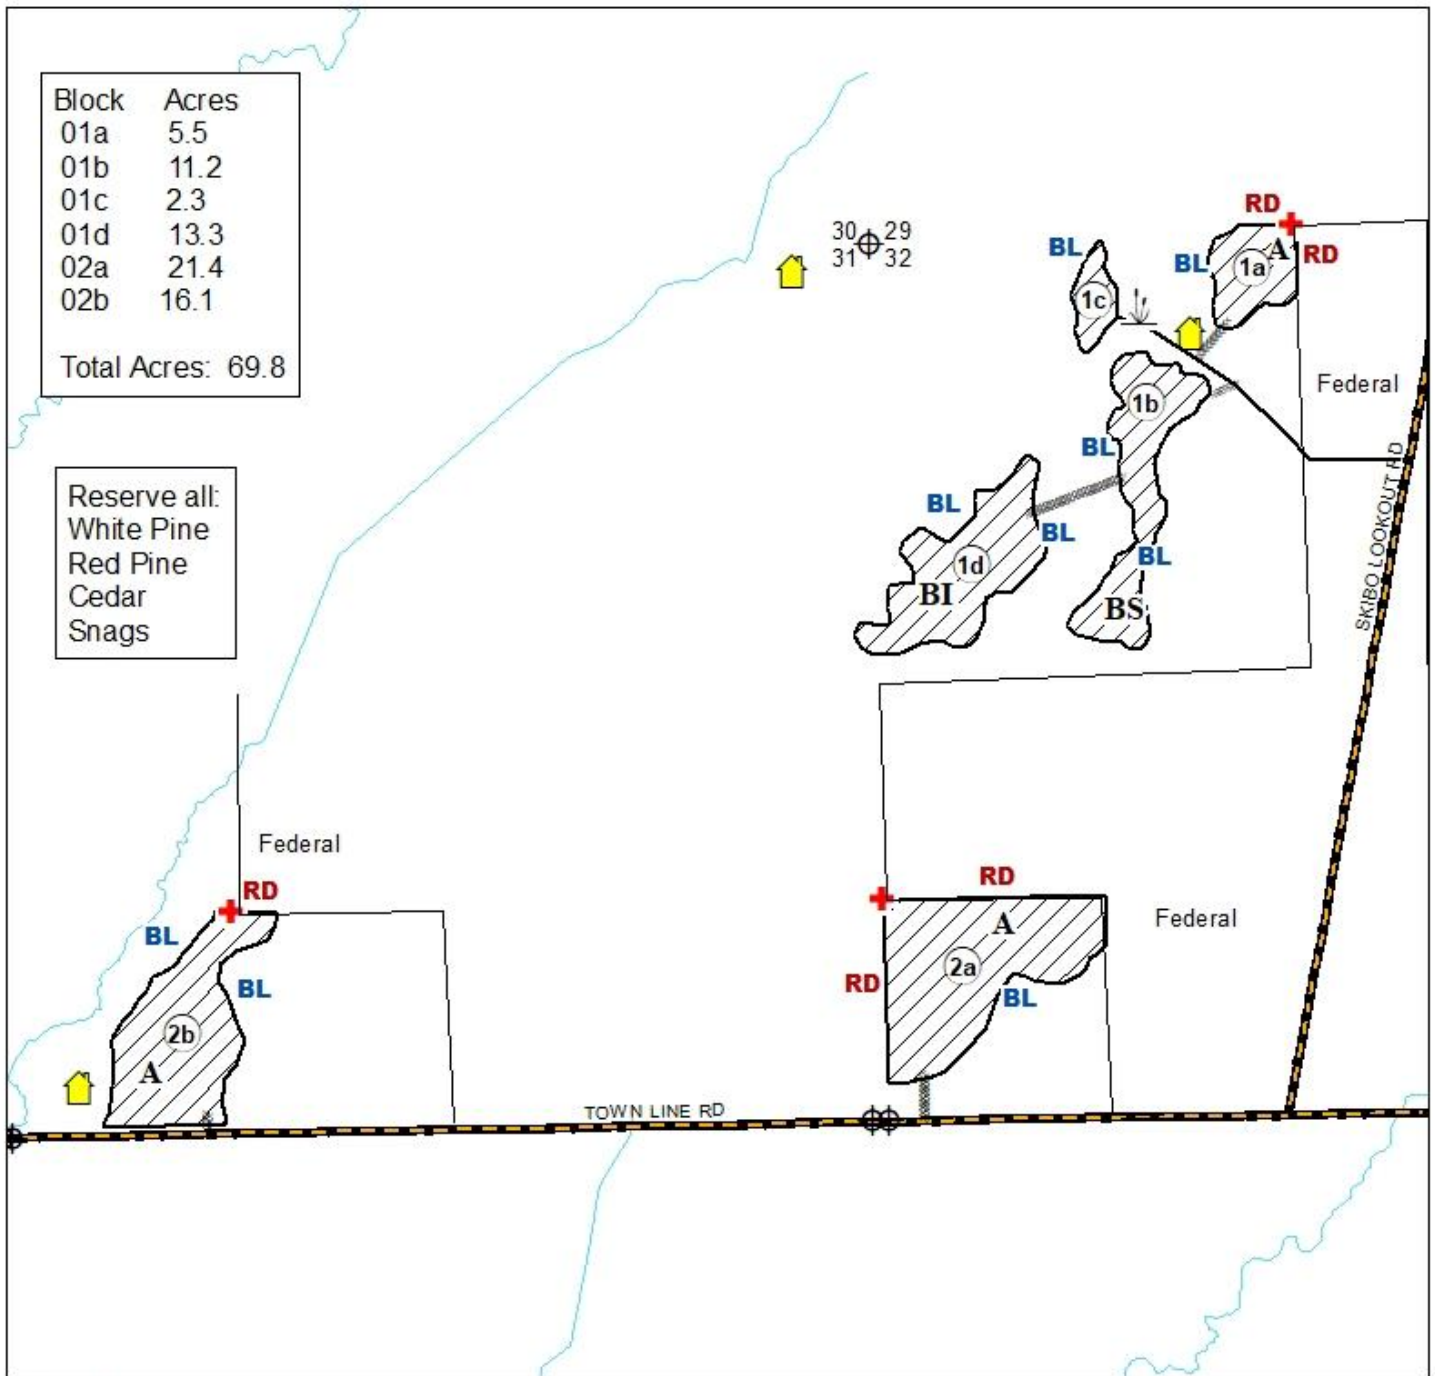 Block Acres
01a 5.5
01b 11.2
01c 2.3
01d 13.3
02a 21.4
02b 16.1
Total Acres: 69.8
Reserve all:
White Pine
Red Pine
Cedar
Snags
30 29
31 32
RD
RD
BL
A
1a
BL
1c
Federal
1b
BL
BL
BS
BL
BL
1d
BI
SKIBO LOOKOUT RD
Federal
RD
BL
BL
2b
A
RD
A
RD
2a
BL
Federal
TOWN LINE RD